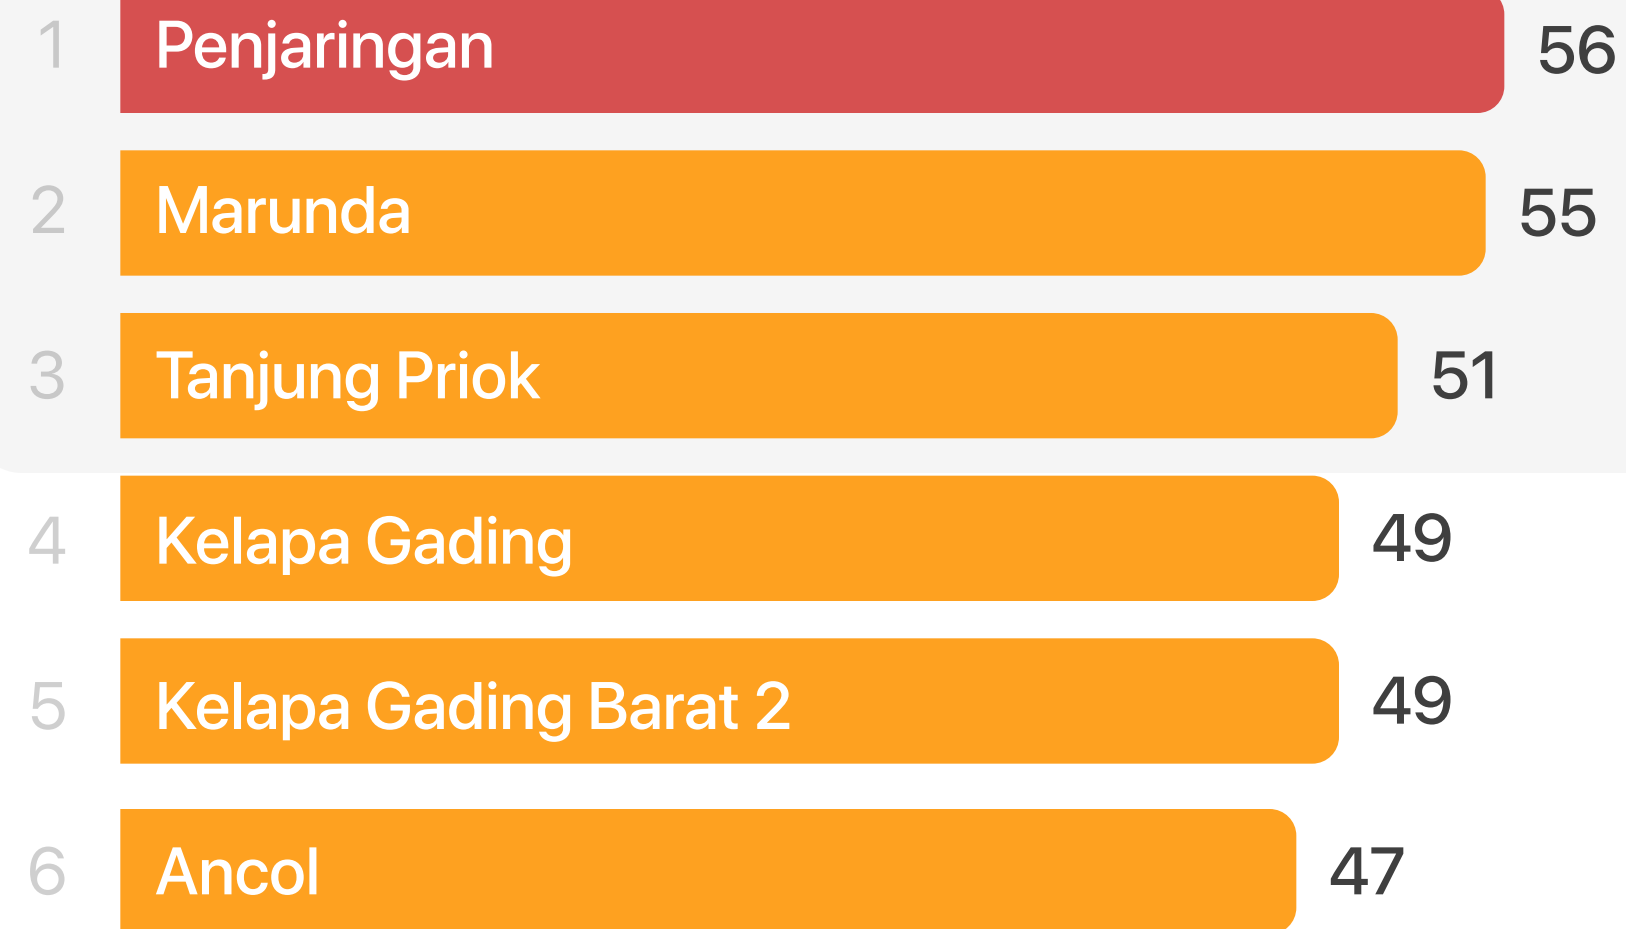 1 Penjaringan 56
2 Marunda 55
3 Tanjung Priok 51
4 Kelapa Gading 49
5 Kelapa Gading Barat 2 49
6 Ancol 47